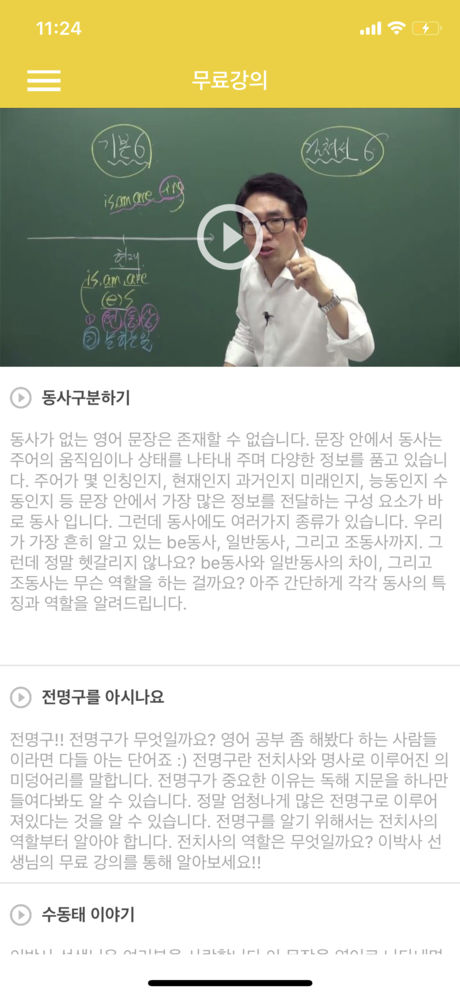 11:24
무료강의
기본6
is.am.are +ing
현재
is.am.are
(e)s
①
②
6
동사구분하기
동사가 없는 영어 문장은 존재할 수 없습니다. 문장 안에서 동사는
주어의 움직임이나 상태를 나타내 주며 다양한 정보를 품고 있습니
다. 주어가 몇 인칭인지, 현재인지 과거인지 미래인지, 능동인지 수
동인지 등 문장 안에서 가장 많은 정보를 전달하는 구성 요소가 바
로 동사 입니다. 그런데 동사에도 여러가지 종류가 있습니다. 우리
가 가장 흔히 알고 있는 be동사, 일반동사, 그리고 조동사까지. 그
런데 정말 헷갈리지 않나요? be동사와 일반동사의 차이, 그리고
조동사는 무슨 역할을 하는 걸까요? 아주 간단하게 각각 동사의 특
징과 역할을 알려드립니다.
전명구를 아시나요
전명구!! 전명구가 무엇일까요? 영어 공부 좀 해봤다 하는 사람들
이라면 다들 아는 단어죠 :) 전명구란 전치사와 명사로 이루어진 의
미덩어리를 말합니다. 전명구가 중요한 이유는 독해 지문을 하나만
들여다봐도 알 수 있습니다. 정말 엄청나게 많은 전명구로 이루어
져있다는 것을 알 수 있습니다. 전명구를 알기 위해서는 전치사의
역할부터 알아야 합니다. 전치사의 역할은 무엇일까요? 이박사 선
생님의 무료 강의를 통해 알아보세요!!
수동태 이야기